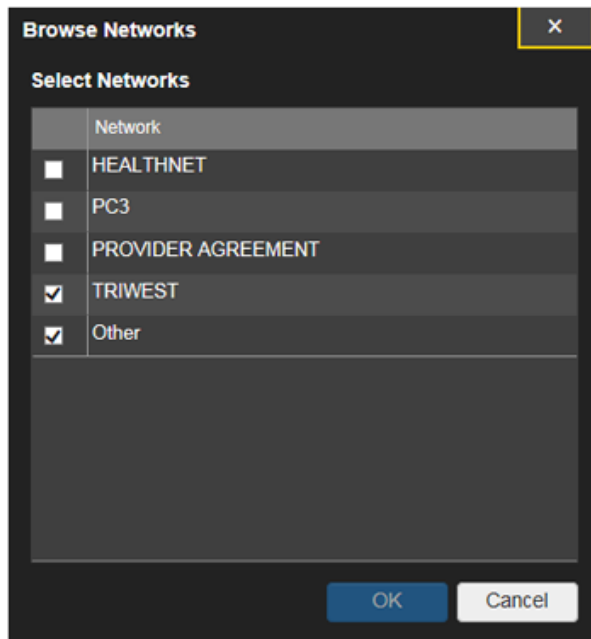 Browse Networks
×
Select Networks
Network
HEALTHNET
PC3
PROVIDER AGREEMENT
TRIWEST
Other
OK
Cancel